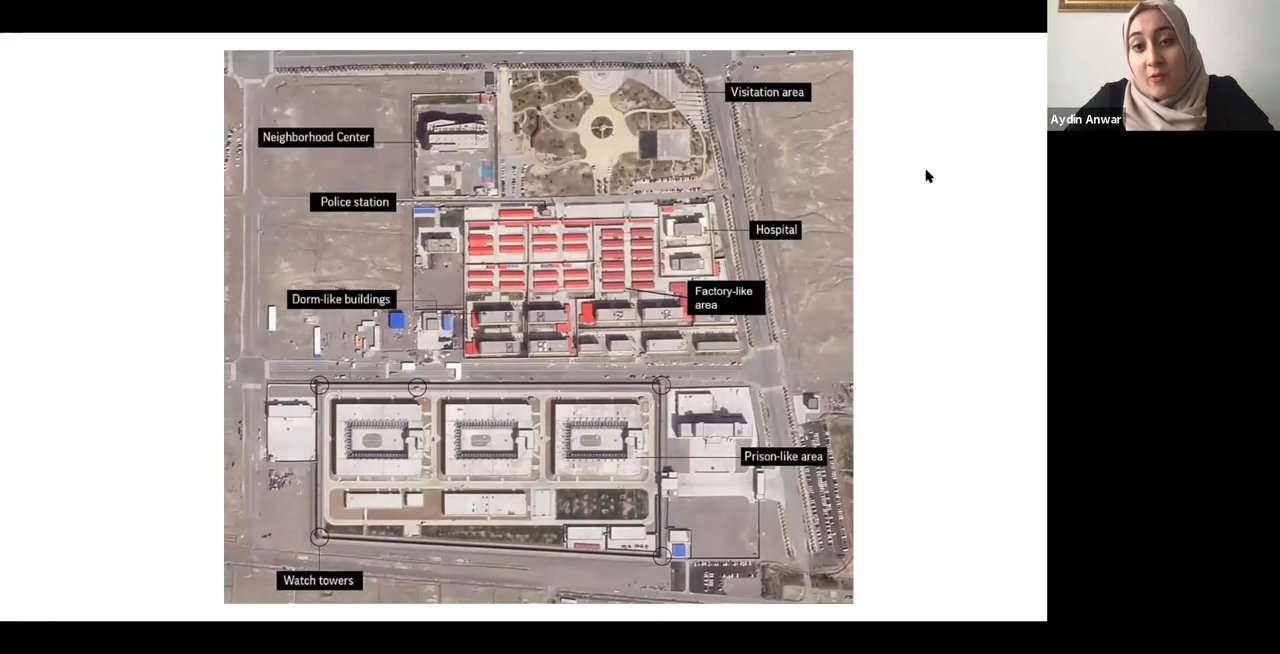 Visitation area
Neighborhood Center
Police station
Hospital
Dorm-like buildings
Factory-like
area
Prison-like area
Watch towers
Aydin Anwar